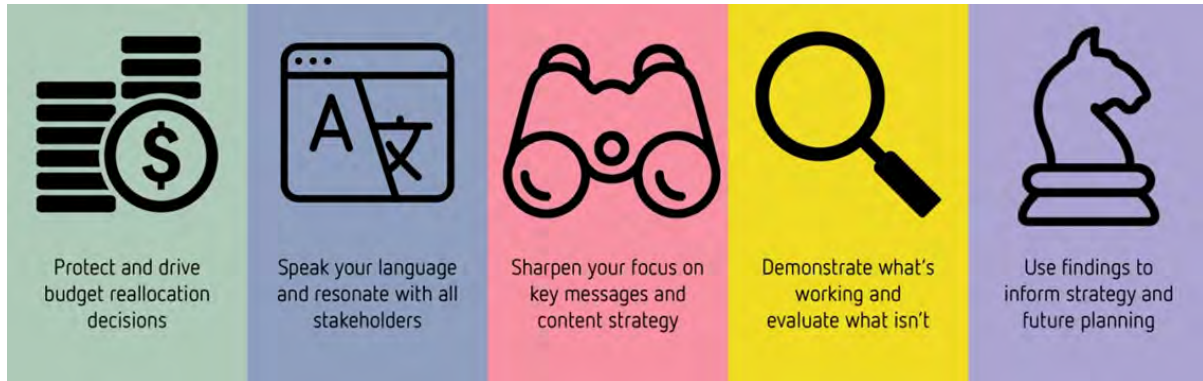 $
A 文
Protect and drive
budget reallocation
decisions
Speak your language
and resonate with all
stakeholders
Sharpen your focus on
key messages and
content strategy
Demonstrate what's
working and
evaluate what isn't
Use findings to
inform strategy and
future planning